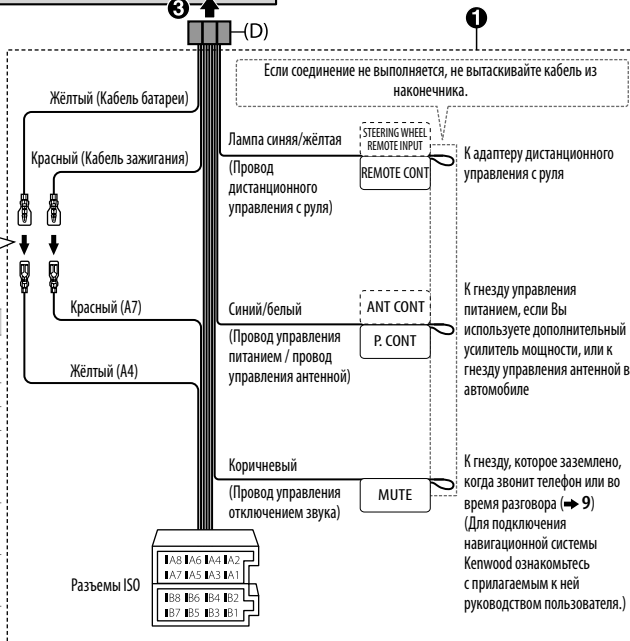 ❸
(D)
❶
Если соединение не выполняется, не вытаскивайте кабель из
наконечника.
Жёлтый (Кабель батареи)
Красный (Кабель зажигания)
Лампа синяя/жёлтая
(Провод
дистанционного
управления с руля)
STEERING WHEEL
REMOTE INPUT
REMOTE CONT
К адаптеру дистанционного
управления с руля
Красный (A7)
Жёлтый (A4)
Синий/белый
(Провод управления
питанием / провод
управления антенной)
ANT CONT
P. CONT
К гнезду управления
питанием, если Вы
используете дополнительный
усилитель мощности, или к
гнезду управления антенной в
автомобиле
Коричневый
(Провод управления
отключением звука)
MUTE
К гнезду, которое заземлено,
когда звонит телефон или во
время разговора (➡ 9)
(Для подключения
навигационной системы
Kenwood ознакомьтесь
с прилагаемым к ней
руководством пользователя.)
Разъемы ISO
A8 A6 A4 A2
A7 A5 A3 A1
B8 B6 B4 B2
B7 B5 B3 B1